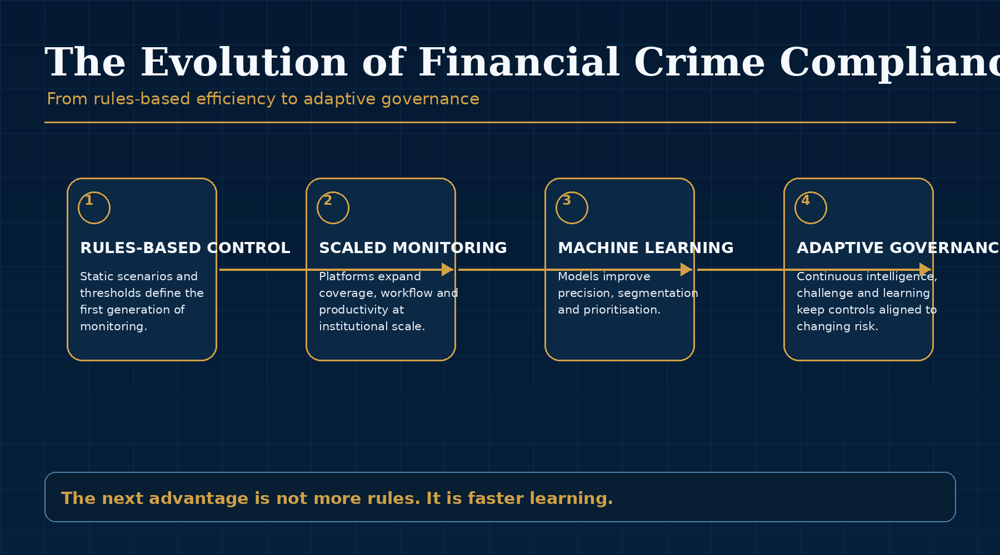 The Evolution of Financial Crime Complianc
From rules-based efficiency to adaptive governance
1
RULES-BASED CONTROL
Static scenarios and
thresholds define the
first generation of
monitoring.
2
SCALED MONITORING
Platforms expand
coverage, workflow and
productivity at
institutional scale.
3
MACHINE LEARNING
Models improve
precision, segmentation
and prioritisation.
4
ADAPTIVE GOVERNANC
Continuous intelligence,
challenge and learning
keep controls aligned to
changing risk.
The next advantage is not more rules. It is faster learning.